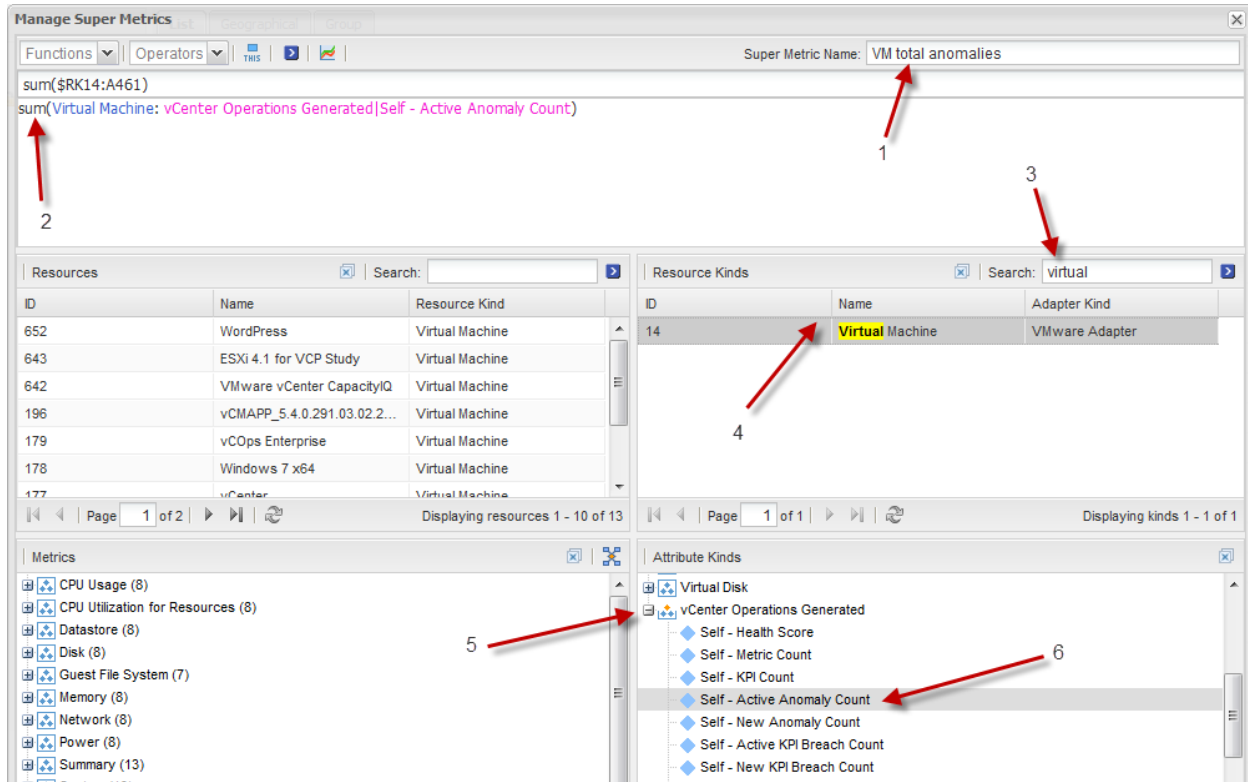 Manage Super Metrics List Geographical Group
Functions Operators THIS Super Metric Name: VM total anomalies
sum($RK14:A461)
sum(Virtual Machine: vCenter Operations Generated|Self - Active Anomaly Count)
1
2
3
Resources Search:
ID Name Resource Kind
652 WordPress Virtual Machine
643 ESXi 4.1 for VCP Study Virtual Machine
642 VMware vCenter CapacityIQ Virtual Machine
196 vCMAPP_5.4.0.291.03.02.2... Virtual Machine
179 vCOps Enterprise Virtual Machine
178 Windows 7 x64 Virtual Machine
177 vCenter Virtual Machine
Page 1 of 2 Displaying resources 1 - 10 of 13
Resource Kinds Search: virtual
ID Name Adapter Kind
14 Virtual Machine VMware Adapter
4
Page 1 of 1 Displaying kinds 1 - 1 of 1
Metrics
CPU Usage (8)
CPU Utilization for Resources (8)
Datastore (8)
Disk (8)
Guest File System (7)
Memory (8)
Network (8)
Power (8)
Summary (13)
5
Attribute Kinds
Virtual Disk
vCenter Operations Generated
Self - Health Score
Self - Metric Count
Self - KPI Count
Self - Active Anomaly Count
Self - New Anomaly Count
Self - Active KPI Breach Count
Self - New KPI Breach Count
6